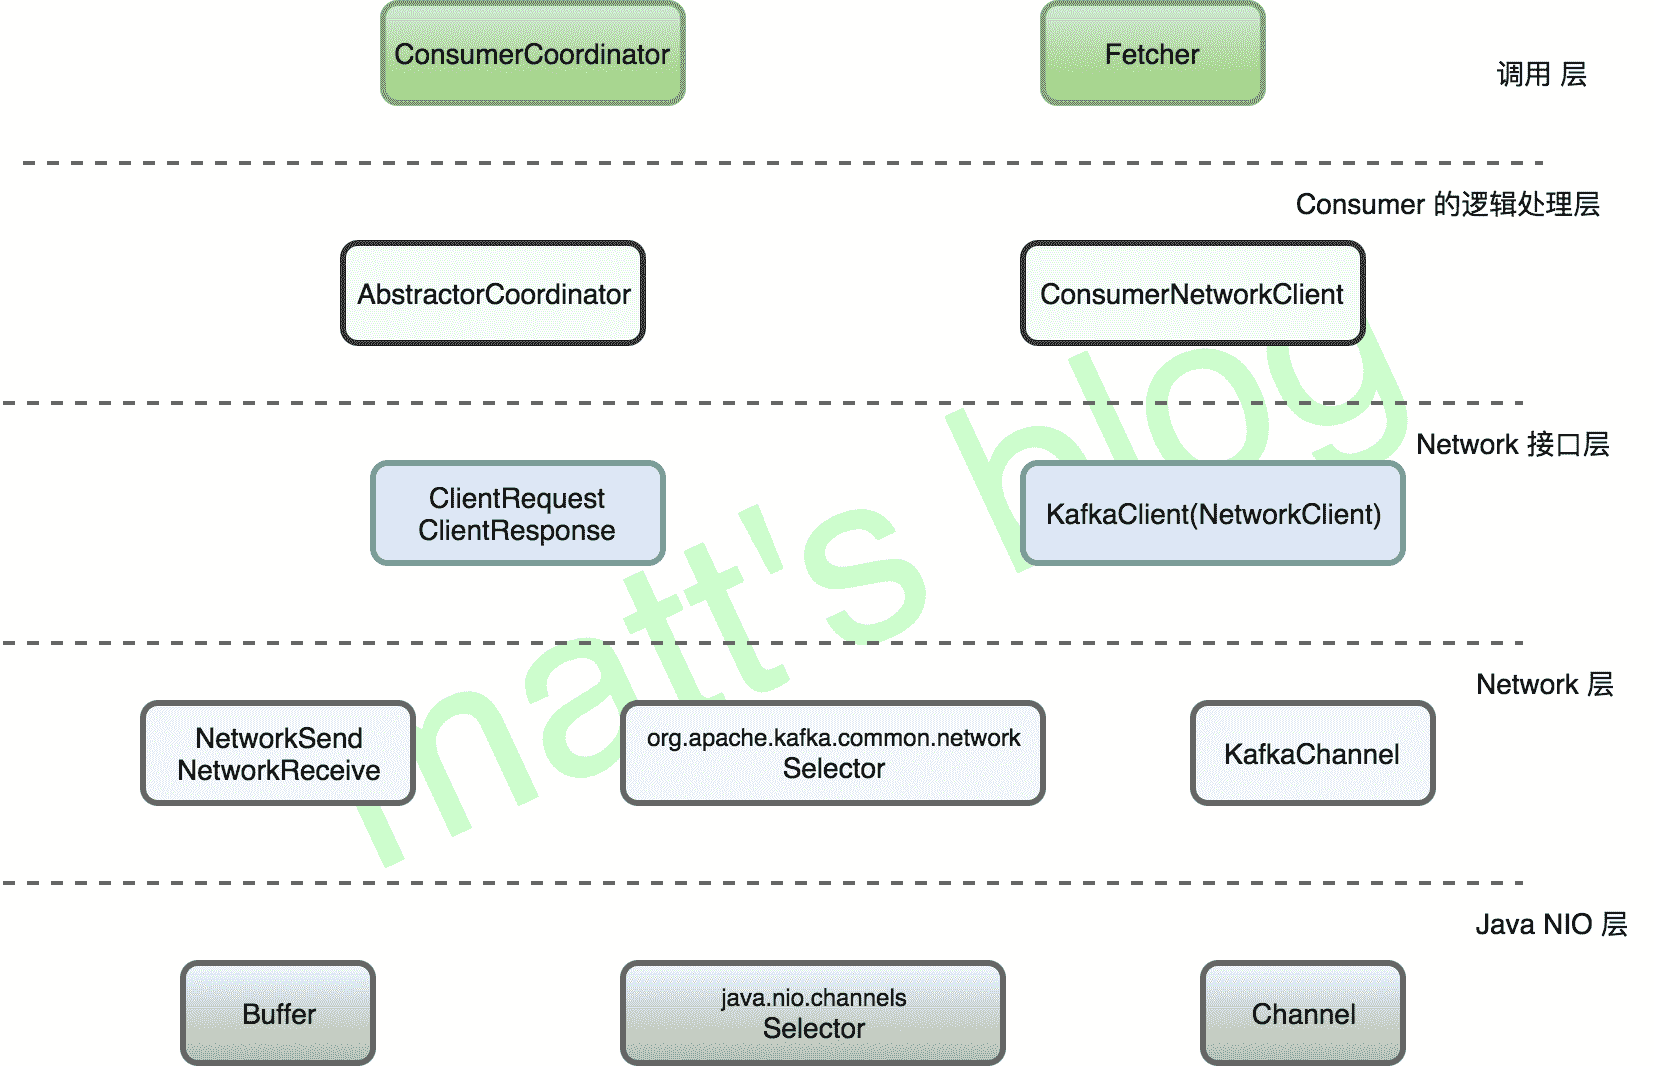 ConsumerCoordinator
Fetcher
调用 层
Consumer 的逻辑处理层
AbstractorCoordinator
ConsumerNetworkClient
Network 接口层
ClientRequest
ClientResponse
KafkaClient(NetworkClient)
Network 层
NetworkSend
NetworkReceive
org.apache.kafka.common.network
Selector
KafkaChannel
matt's blog
Java NIO 层
Buffer
java.nio.channels
Selector
Channel